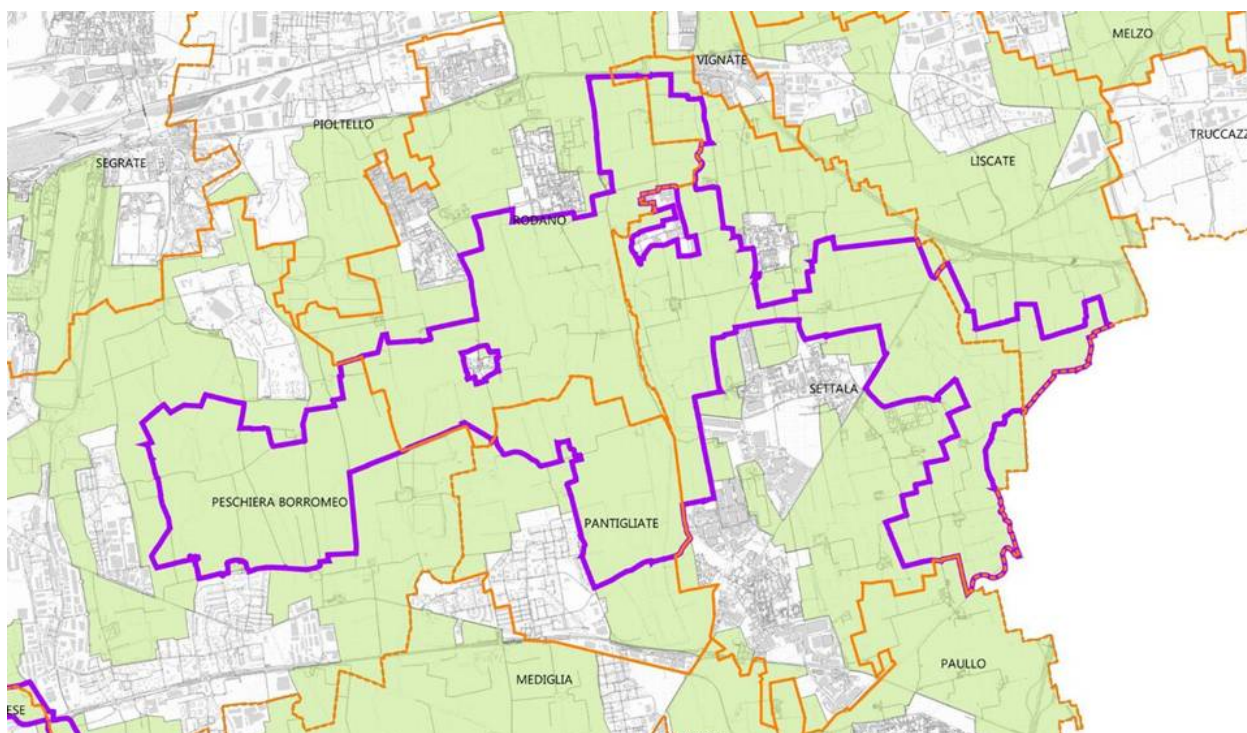 MELZO
VIGNATE
PIOLTELLO
TRUCCAZZ
SEGRATE
LISCATE
RODANO
SETTALA
PESCHIERA BORROMEO
PANTIGLIATE
PAULLO
MEDIGLIA
ESE